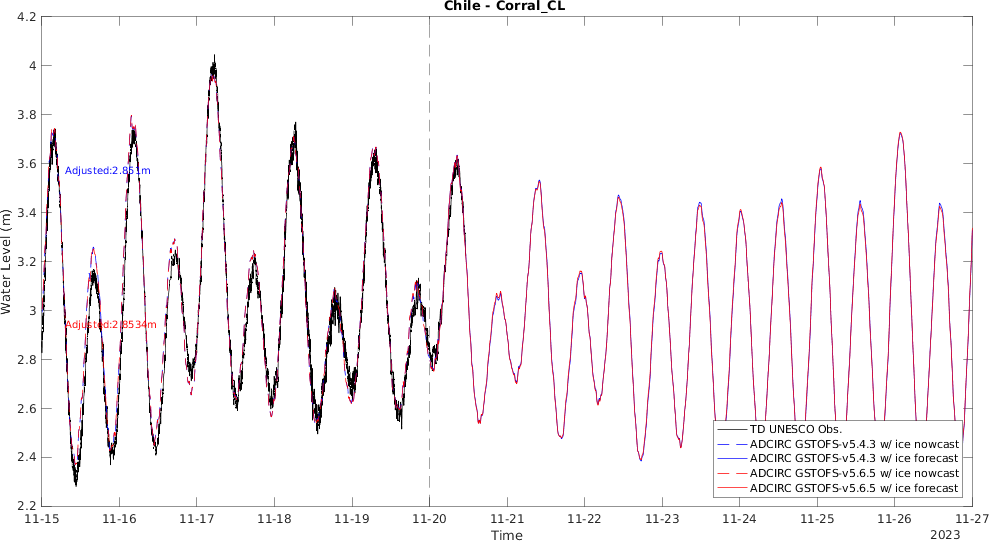 Chile - Corral_CL
4.2
4
3.8
3.6
3.4
3.2
3
2.8
2.6
2.4
2.2
Water Level (m)
Adjusted:2.851m
Adjusted:2.8534m
TD UNESCO Obs.
ADCIRC GSTOFS-v5.4.3 w/ ice nowcast
ADCIRC GSTOFS-v5.4.3 w/ ice forecast
ADCIRC GSTOFS-v5.6.5 w/ ice nowcast
ADCIRC GSTOFS-v5.6.5 w/ ice forecast
11-15 11-16 11-17 11-18 11-19 11-20 11-21 11-22 11-23 11-24 11-25 11-26 11-27
Time
2023